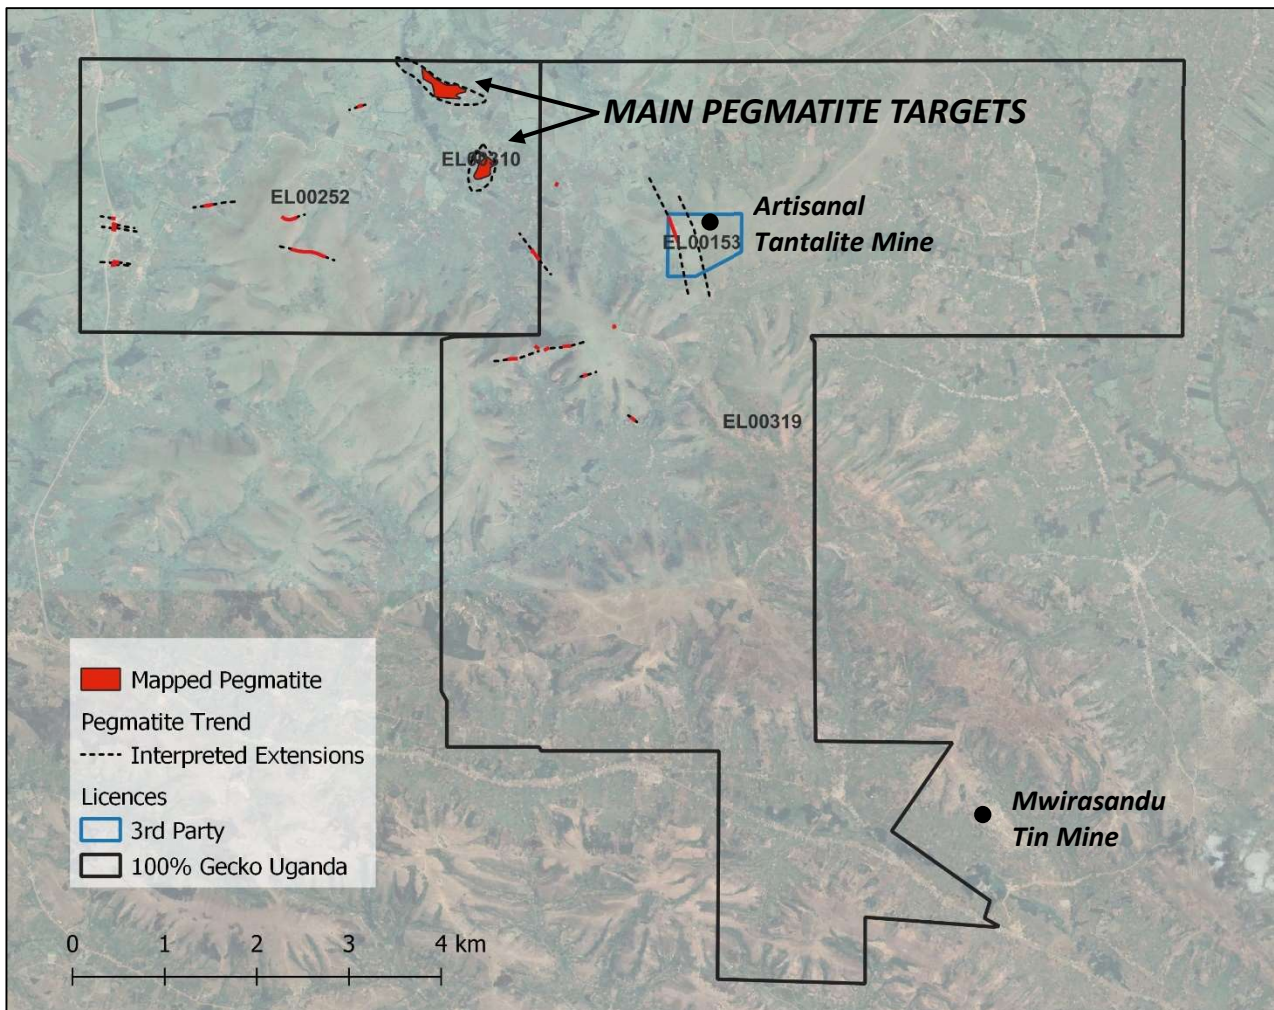 MAIN PEGMATITE TARGETS
EL00310
EL00252
Artisanal
Tantalite Mine
EL00153
EL00319
Mapped Pegmatite
Pegmatite Trend
Interpreted Extensions
Licences
3rd Party
100% Gecko Uganda
Mwirasandu
Tin Mine
0 1 2 3 4 km